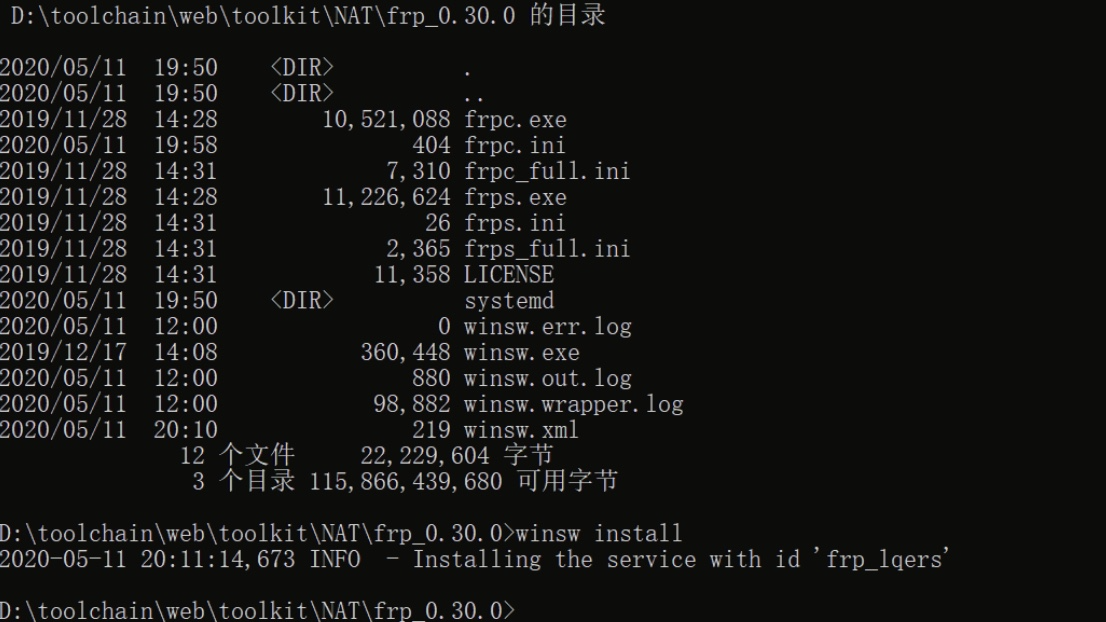 D:\toolchain\web\toolkit\NAT\frp_0.30.0 的目录
2020/05/11  19:50    <DIR>          .
2020/05/11  19:50    <DIR>          ..
2019/11/28  14:28        10,521,088 frpc.exe
2020/05/11  19:58               404 frpc.ini
2019/11/28  14:31             7,310 frpc_full.ini
2019/11/28  14:28        11,226,624 frps.exe
2019/11/28  14:31                26 frps.ini
2019/11/28  14:31             2,365 frps_full.ini
2019/11/28  14:31            11,358 LICENSE
2020/05/11  19:50    <DIR>          systemd
2020/05/11  12:00                 0 winsw.err.log
2019/12/17  14:08           360,448 winsw.exe
2020/05/11  12:00               880 winsw.out.log
2020/05/11  12:00            98,882 winsw.wrapper.log
2020/05/11  20:10               219 winsw.xml
12 个文件     22,229,604 字节
3 个目录 115,866,439,680 可用字节
D:\toolchain\web\toolkit\NAT\frp_0.30.0>winsw install
2020-05-11 20:11:14,673 INFO  - Installing the service with id 'frp_lqers'
D:\toolchain\web\toolkit\NAT\frp_0.30.0>